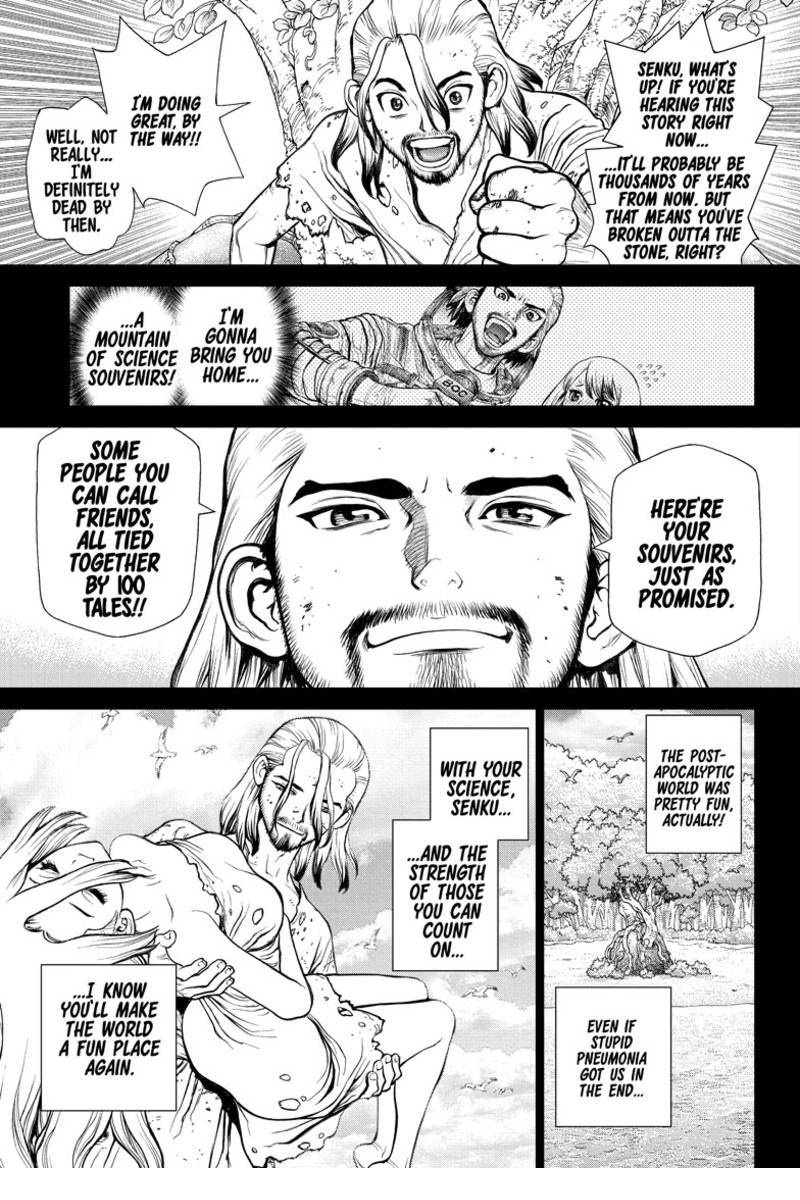 SENKU, WHAT'S
UP! IF YOU'RE
HEARING THIS
STORY RIGHT
NOW...
...IT'LL PROBABLY BE
THOUSANDS OF YEARS
FROM NOW. BUT
THAT MEANS YOU'VE
BROKEN OUTTA THE
STONE, RIGHT?
I'M DOING
GREAT, BY
THE WAY!!
WELL, NOT
REALLY...
I'M
DEFINITELY
DEAD BY
THEN.
I'M
GONNA
BRING YOU
HOME...
...A
MOUNTAIN
OF SCIENCE
SOUVENIRS!
BOC
HERE'RE
YOUR
SOUVENIRS,
JUST AS
PROMISED.
SOME
PEOPLE YOU
CAN CALL
FRIENDS,
ALL TIED
TOGETHER
BY 100
TALES!!
THE POST-
APOCALYPTIC
WORLD WAS
PRETTY FUN,
ACTUALLY!
EVEN IF
STUPID
PNEUMONIA
GOT US IN
THE END...
WITH YOUR
SCIENCE,
SENKU...
...AND THE
STRENGTH
OF THOSE
YOU CAN
COUNT
ON...
...I KNOW
YOU'LL MAKE
THE WORLD
A FUN PLACE
AGAIN.